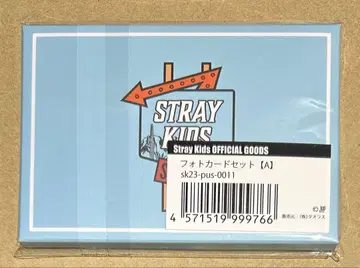 STRAY
KIDS
S
Stray Kids OFFICIAL GOODS
フォトカードセット【A】
sk23-pus-0011
4 571519 999766